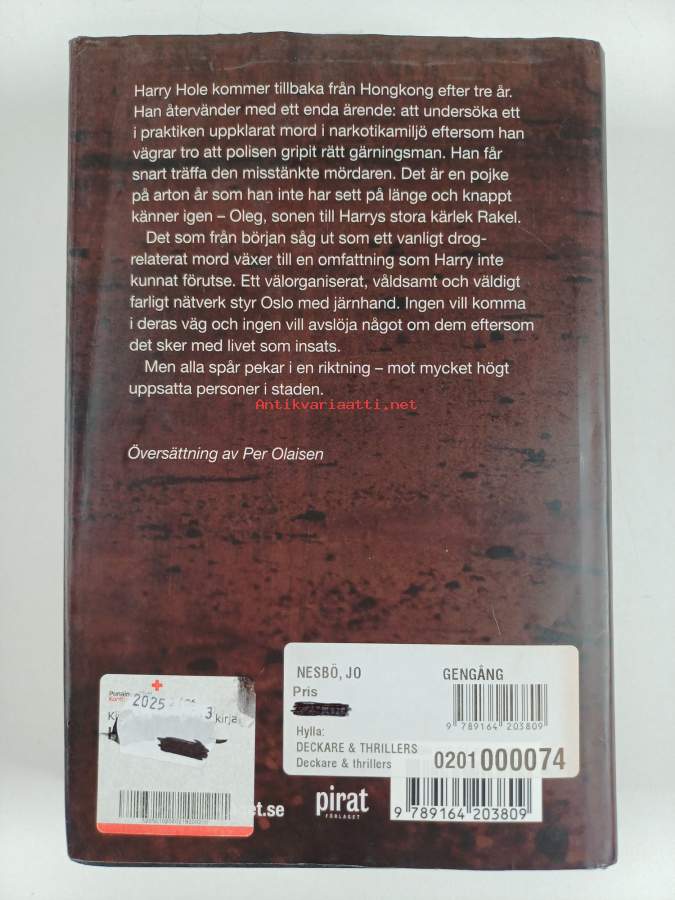 Harry Hole kommer tillbaka från Hongkong efter tre år.
Han återvänder med ett enda ärende: att undersöka ett
i praktiken uppklarat mord i narkotikamiljö eftersom han
vägrar tro att polisen gripit rätt gärningsman. Han får
snart träffa den misstänkte mördaren. Det är en pojke
på arton år som han inte har sett på länge och knappt
känner igen – Oleg, sonen till Harrys stora kärlek Rakel.
Det som från början såg ut som ett vanligt drog-
relaterat mord växer till en omfattning som Harry inte
kunnat förutse. Ett välorganiserat, våldsamt och väldigt
farligt nätverk styr Oslo med järnhand. Ingen vill komma
i deras väg och ingen vill avslöja något om dem eftersom
det sker med livet som insats.
Men alla spår pekar i en riktning – mot mycket högt
uppsatta personer i staden.
Antikvariaatti.net
Översättning av Per Olaisen
NESBÖ, JO GENGÅNG
Pris
9 789164 203809
Hylla:
DECKARE & THRILLERS
Deckare & thrillers
0201000074
Punain
2025
3
kirja
et.se
pirat
FÖRLAGET
9 789164 203809